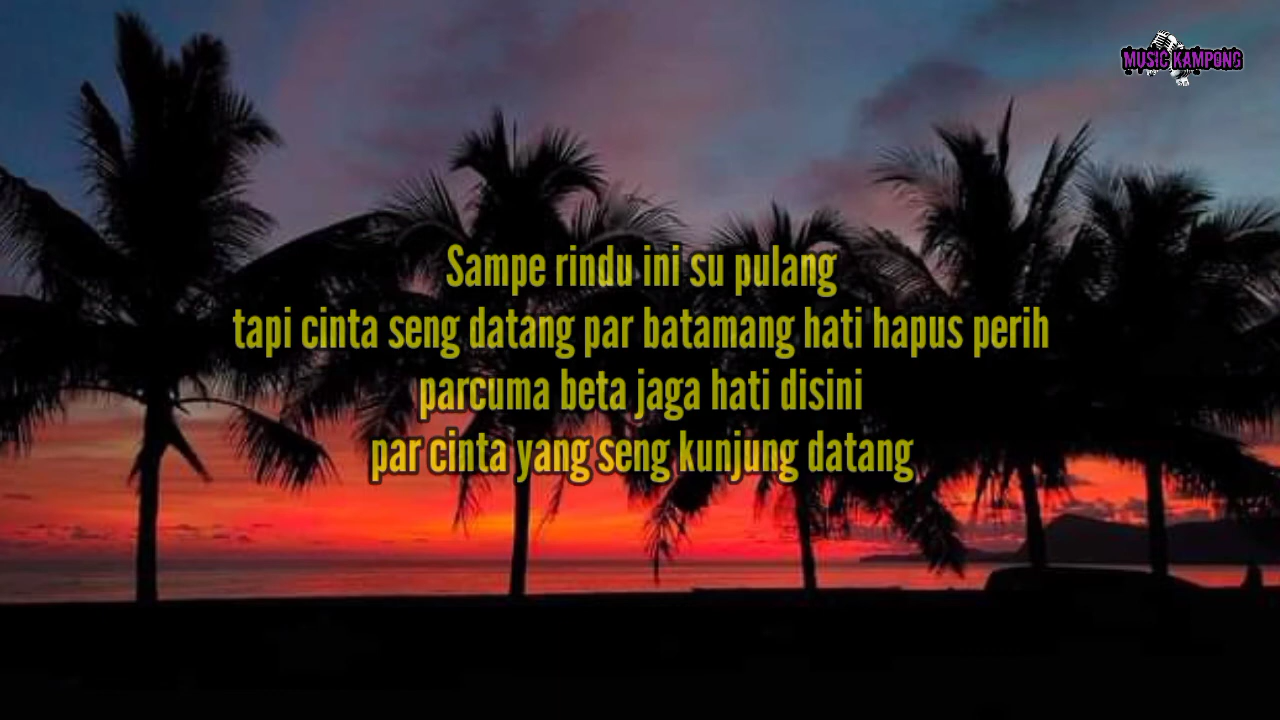 MUSIC KAMPONG
Sampe rindu ini su pulang
tapi cinta seng datang par batamang hati hapus perih
parcuma beta jaga hati disini
par cinta yang seng kunjung datang